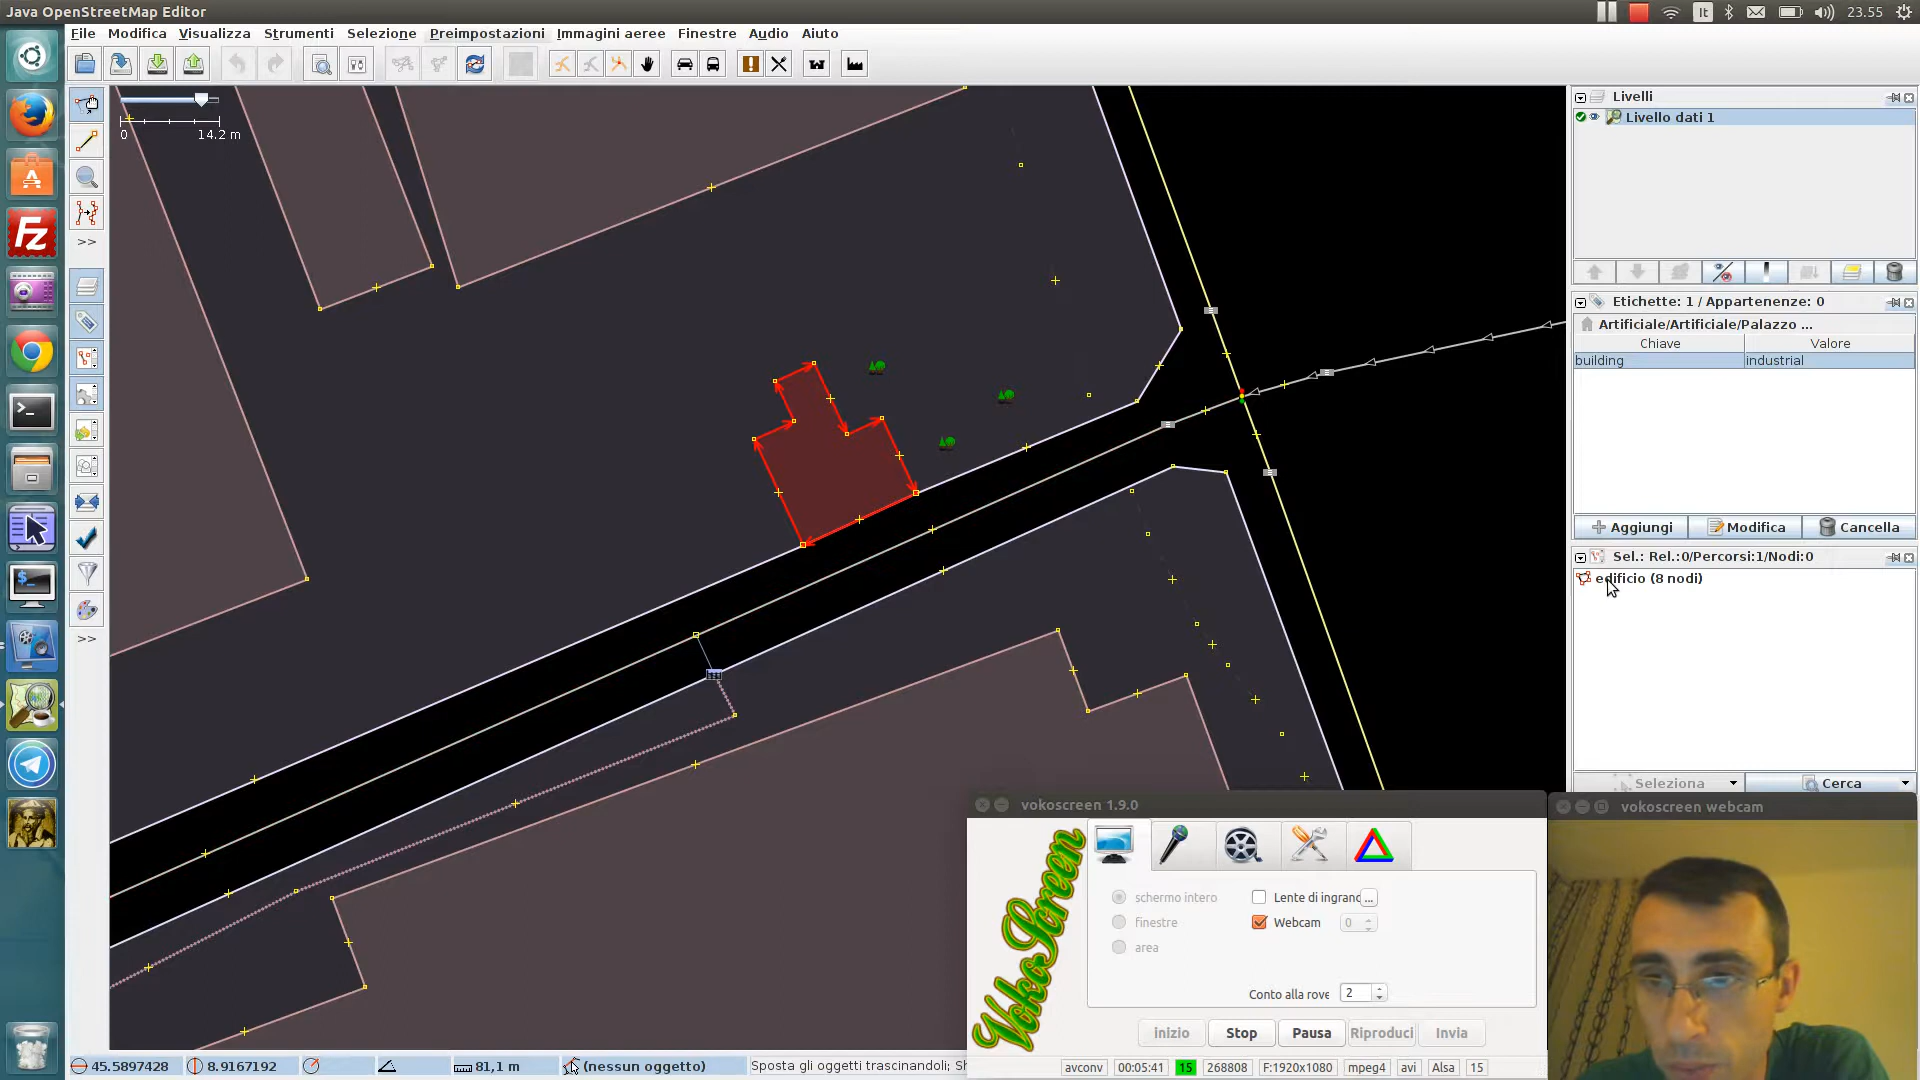 Java OpenStreetMap Editor
It
23.55
File Modifica Visualizza Strumenti Selezione Preimpostazioni Immagini aeree Finestre Audio Aiuto
0 14.2 m
>>
>>
Livelli
Livello dati 1
Etichette: 1 / Appartenenze: 0
Artificiale/Artificiale/Palazzo ...
Chiave Valore
building industrial
Aggiungi Modifica Cancella
Sel.: Rel.:0/Percorsi:1/Nodi:0
edificio (8 nodi)
Seleziona Cerca
vokoscreen 1.9.0
vokoscreen webcam
VokoScreen
schermo intero
finestre
area
Lente di ingranc ...
Webcam 0
Conto alla rove 2
inizio Stop Pausa Riproduci Invia
avconv 00:05:41 15 268808 F:1920x1080 mpeg4 avi Alsa 15
45.5897428 8.9167192 81,1 m (nessun oggetto) Sposta gli oggetti trascinandoli; Sh